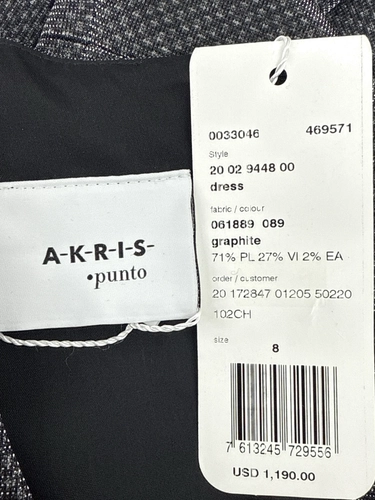 A-K-R-I-S-
•punto
0033046 469571
Style
20 02 9448 00
dress
fabric / colour
061889 089
graphite
71% PL 27% VI 2% EA
order / customer
20 172847 01205 50220
102CH
size
8
7 613245 729556
USD 1,190.00